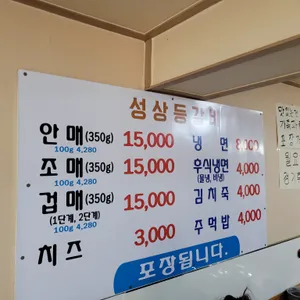 성상등갈비
안매(350g) 15,000
100g 4,280
조매(350g) 15,000
100g 4,280
겁매(350g) 15,000
(1단계, 2단계)
100g 4,280
치즈 3,000
냉면 8,000
후식냉면 4,000
(물냉, 비냉)
김치죽 4,000
주먹밥 4,000
포장됩니다.